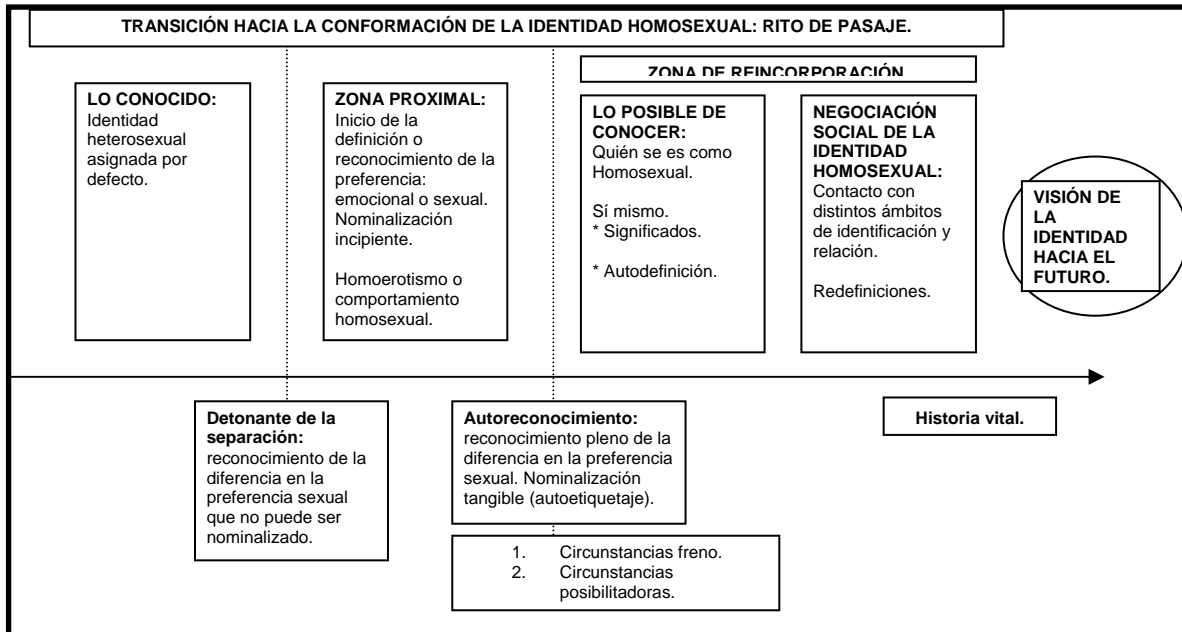 TRANSICIÓN HACIA LA CONFORMACIÓN DE LA IDENTIDAD HOMOSEXUAL: RITO DE PASAJE.
ZONA DE REINCORPORACIÓN
LO CONOCIDO:
Identidad
heterosexual
asignada por
defecto.
ZONA PROXIMAL:
Inicio de la
definición o
reconocimiento de la
preferencia:
emocional o sexual.
Nominalización
incipiente.
Homoerotismo o
comportamiento
homosexual.
LO POSIBLE DE
CONOCER:
Quién se es como
Homosexual.
Sí mismo.
* Significados.
* Autodefinición.
NEGOCIACIÓN
SOCIAL DE LA
IDENTIDAD
HOMOSEXUAL:
Contacto con
distintos ámbitos
de identificación y
relación.
Redefiniciones.
VISIÓN DE
LA
IDENTIDAD
HACIA EL
FUTURO.
Detonante de la
separación:
reconocimiento de la
diferencia en la
preferencia sexual
que no puede ser
nominalizado.
Autoreconocimiento:
reconocimiento pleno de la
diferencia en la preferencia
sexual. Nominalización
tangible (autoetiquetaje).
1. Circunstancias freno.
2. Circunstancias
posibilitadoras.
Historia vital.